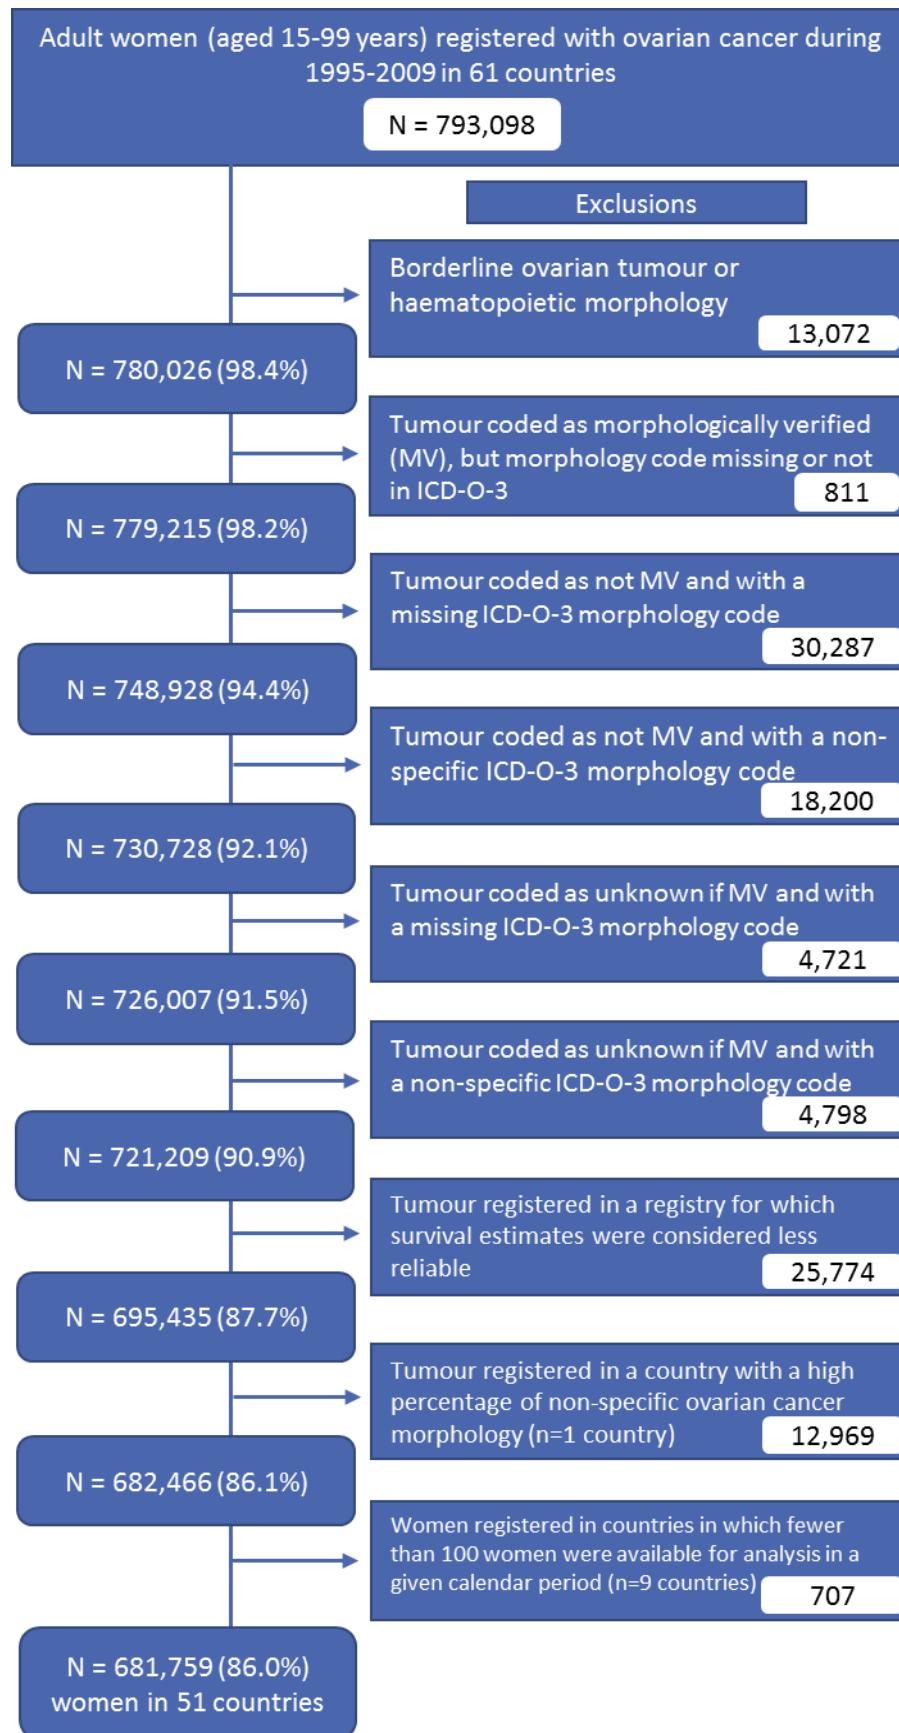 Adult women (aged 15-99 years) registered with ovarian cancer during
1995-2009 in 61 countries
N = 793,098
Exclusions
Borderline ovarian tumour or
haematopoietic morphology
13,072
N = 780,026 (98.4%)
Tumour coded as morphologically verified
(MV), but morphology code missing or not
in ICD-O-3
811
N = 779,215 (98.2%)
Tumour coded as not MV and with a
missing ICD-O-3 morphology code
30,287
N = 748,928 (94.4%)
Tumour coded as not MV and with a non-
specific ICD-O-3 morphology code
18,200
N = 730,728 (92.1%)
Tumour coded as unknown if MV and with
a missing ICD-O-3 morphology code
4,721
N = 726,007 (91.5%)
Tumour coded as unknown if MV and with
a non-specific ICD-O-3 morphology code
4,798
N = 721,209 (90.9%)
Tumour registered in a registry for which
survival estimates were considered less
reliable
25,774
N = 695,435 (87.7%)
Tumour registered in a country with a high
percentage of non-specific ovarian cancer
morphology (n=1 country)
12,969
N = 682,466 (86.1%)
Women registered in countries in which fewer
than 100 women were available for analysis in a
given calendar period (n=9 countries)
707
N = 681,759 (86.0%)
women in 51 countries